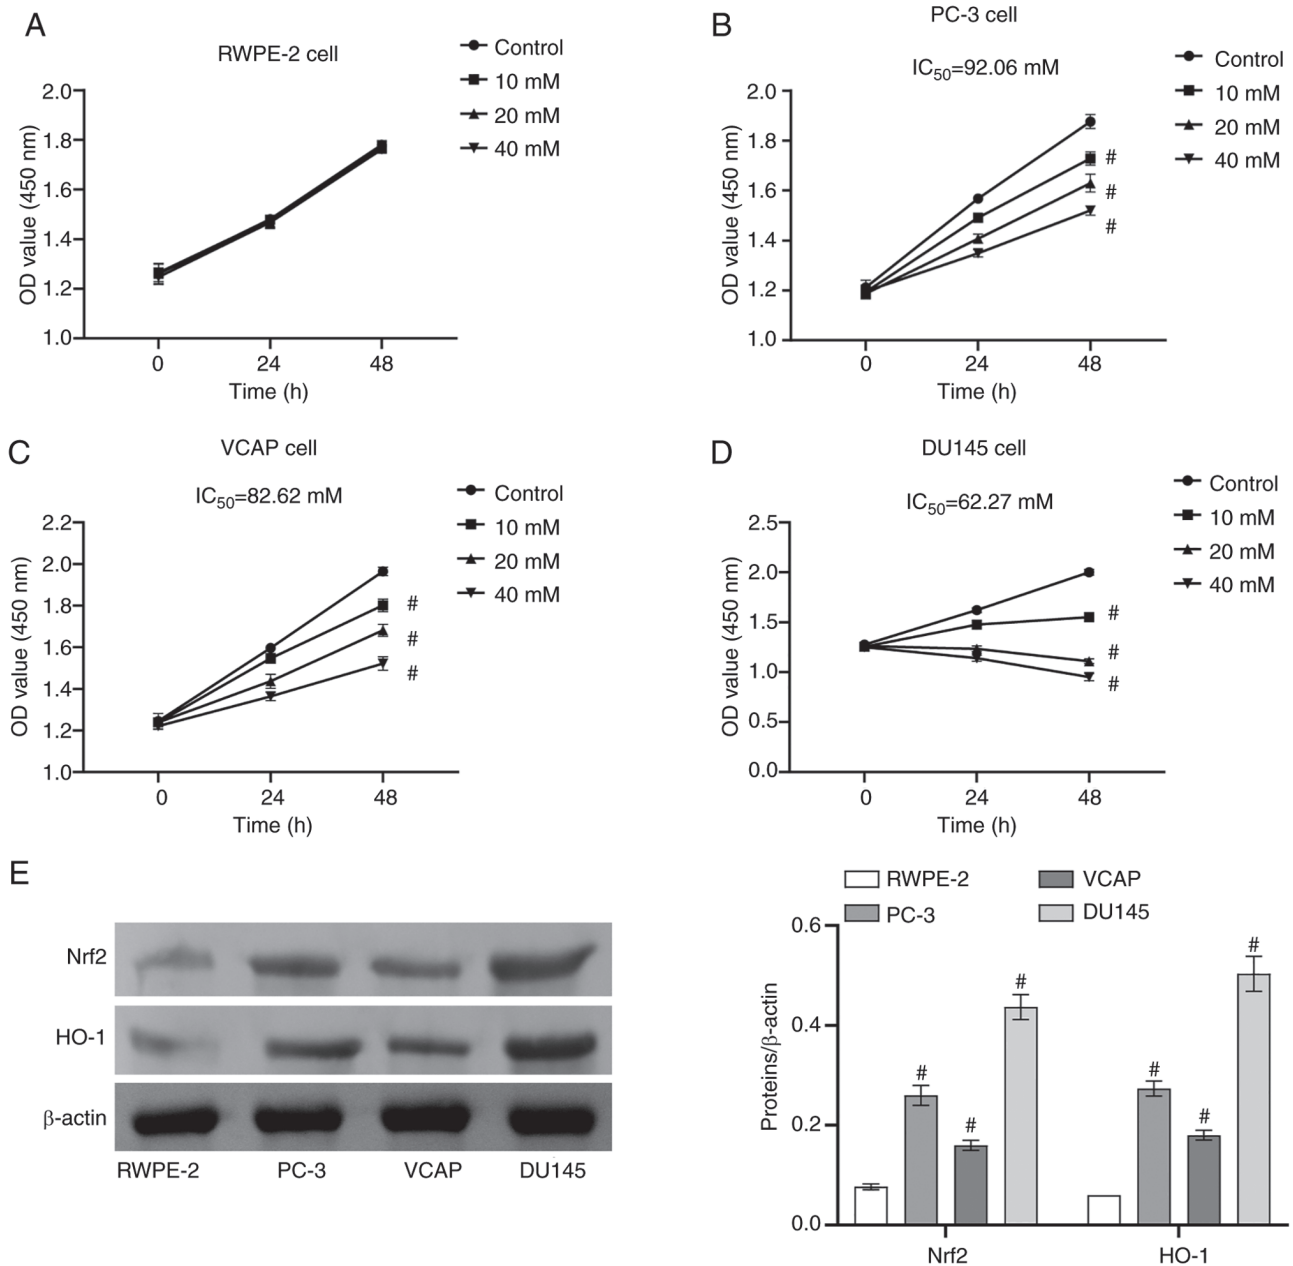 A
RWPE-2 cell
Control
10 mM
20 mM
40 mM
2.0
1.8
1.6
1.4
1.2
1.0
OD value (450 nm)
0
24
48
Time (h)
B
PC-3 cell
IC50=92.06 mM
Control
10 mM
20 mM
40 mM
2.0
1.8
1.6
1.4
1.2
1.0
OD value (450 nm)
#
#
#
0
24
48
Time (h)
C
VCAP cell
IC50=82.62 mM
Control
10 mM
20 mM
40 mM
2.2
2.0
1.8
1.6
1.4
1.2
1.0
OD value (450 nm)
#
#
#
0
24
48
Time (h)
D
DU145 cell
IC50=62.27 mM
Control
10 mM
20 mM
40 mM
2.5
2.0
1.5
1.0
0.5
0.0
OD value (450 nm)
#
#
#
0
24
48
Time (h)
E
Nrf2
HO-1
β-actin
RWPE-2
PC-3
VCAP
DU145
RWPE-2
VCAP
PC-3
DU145
0.6
0.4
0.2
0.0
Proteins/β-actin
#
#
#
#
#
#
Nrf2
HO-1